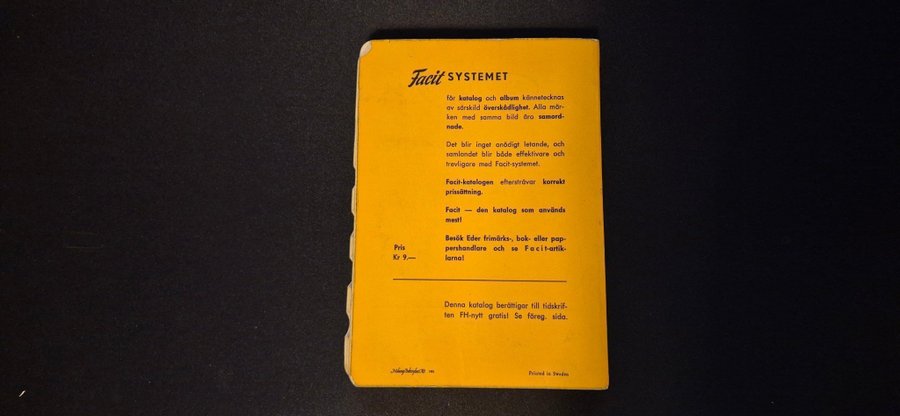 Facit SYSTEMET
för katalog och album kännetecknas
av särskild överskådlighet. Alla mär-
ken med samma bild äro samord-
nade.
Det blir inget onödigt letande, och
samlandet blir både effektivare och
trevligare med Facit-systemet.
Facit-katalogen eftersträvar korrekt
prissättning.
Facit — den katalog som används
mest!
Besök Eder frimärks-, bok- eller pap-
pershandlare och se Facit-artik-
larna!
Pris
Kr 9.—
Denna katalog berättigar till tidskrif-
ten FH-nytt gratis! Se föreg. sida.
Printed in Sweden